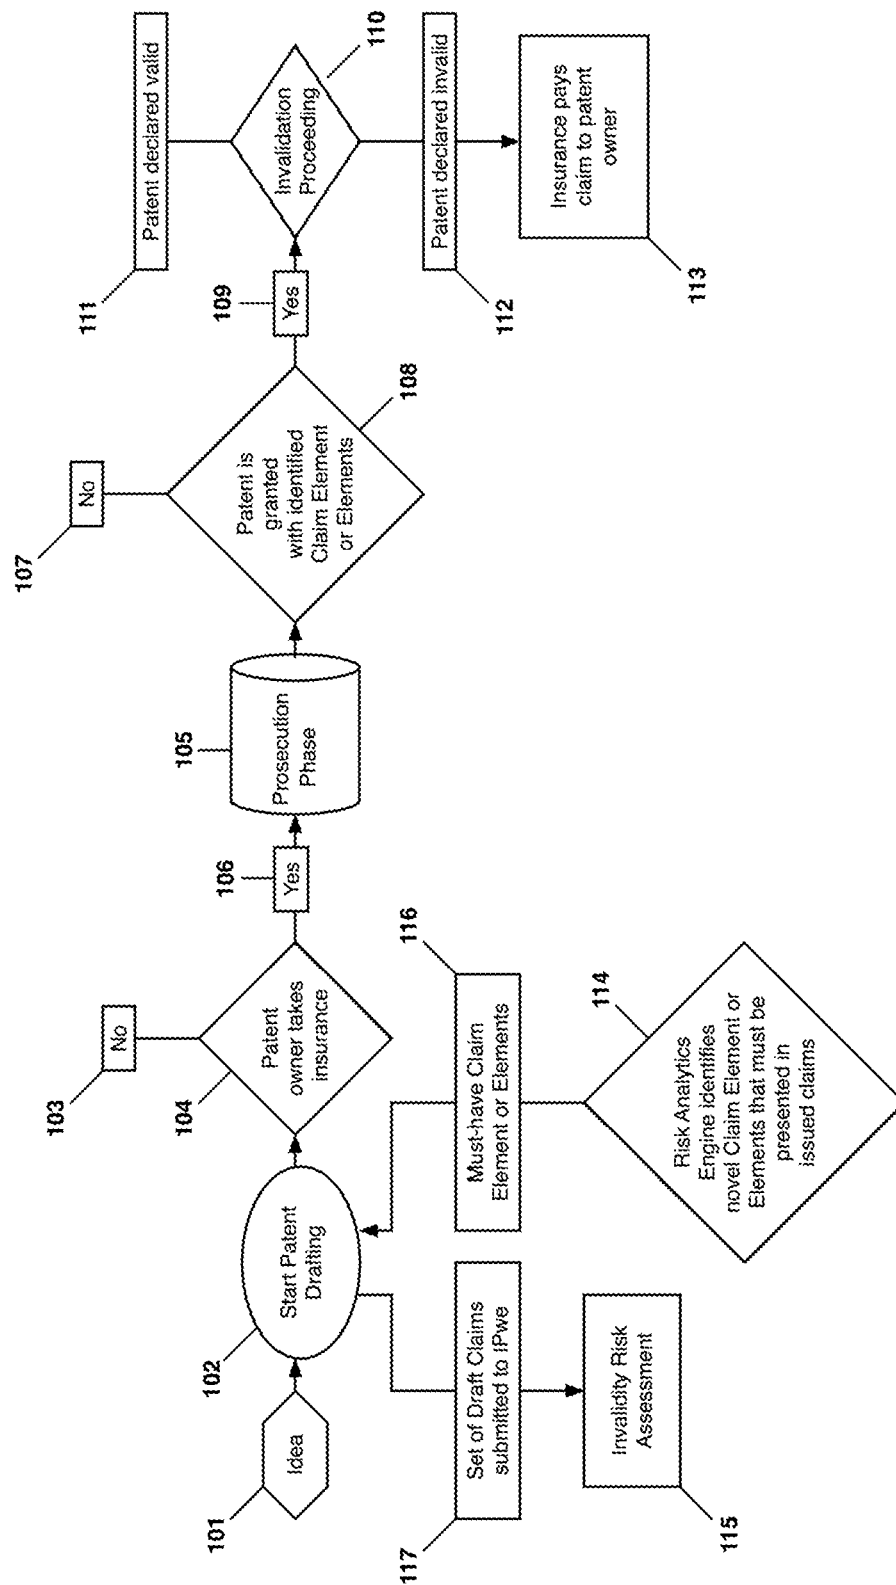 101
Idea
102
Start Patent
Drafting
103
No
104
Patent
owner takes
insurance
106
Yes
105
Prosecution
Phase
107
No
108
Patent is
granted
with identified
Claim Element
or Elements
109
Yes
110
Invalidation
Proceeding
111
Patent declared valid
112
Patent declared invalid
113
Insurance pays
claim to patent
owner
117
Set of Draft Claims
submitted to IPwe
115
Invalidity Risk
Assessment
116
Must-have Claim
Element or Elements
114
Risk Analytics
Engine identifies
novel Claim Element or
Elements that must be
presented in
issued claims